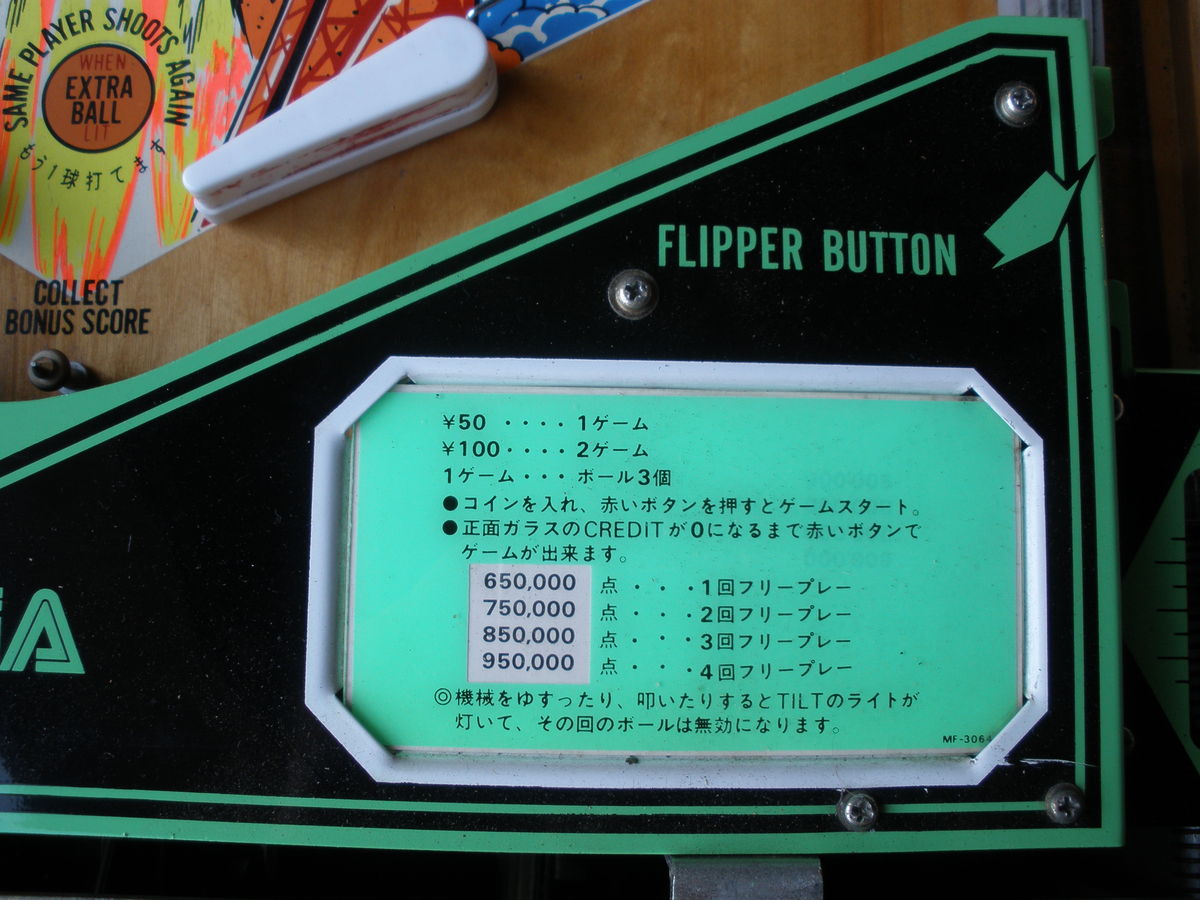 SAME PLAYER SHOOTS AGAIN
WHEN
EXTRA
BALL
LIT
もう1球打てます
COLLECT
BONUS SCORE
FLIPPER BUTTON
¥50 ････ 1ゲーム
¥100 ････ 2ゲーム
1ゲーム ･･･ ボール3個
●コインを入れ、赤いボタンを押すとゲームスタート。
●正面ガラスのCREDITが0になるまで赤いボタンで
ゲームが出来ます。
650,000 点 ･･･ 1回フリープレー
750,000 点 ･･･ 2回フリープレー
850,000 点 ･･･ 3回フリープレー
950,000 点 ･･･ 4回フリープレー
◎機械をゆすったり、叩いたりするとTILTのライトが
灯いて、その回のボールは無効になります。
MF-3064